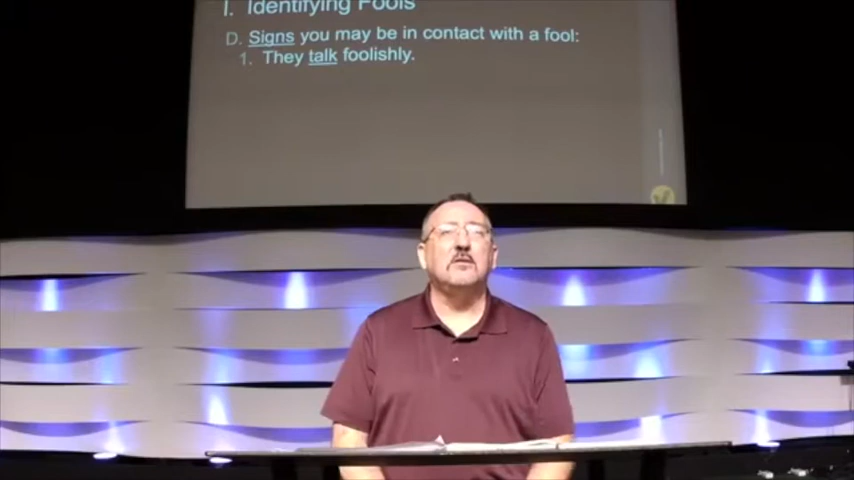 I. Identifying Fools
D. Signs you may be in contact with a fool:
1. They talk foolishly.